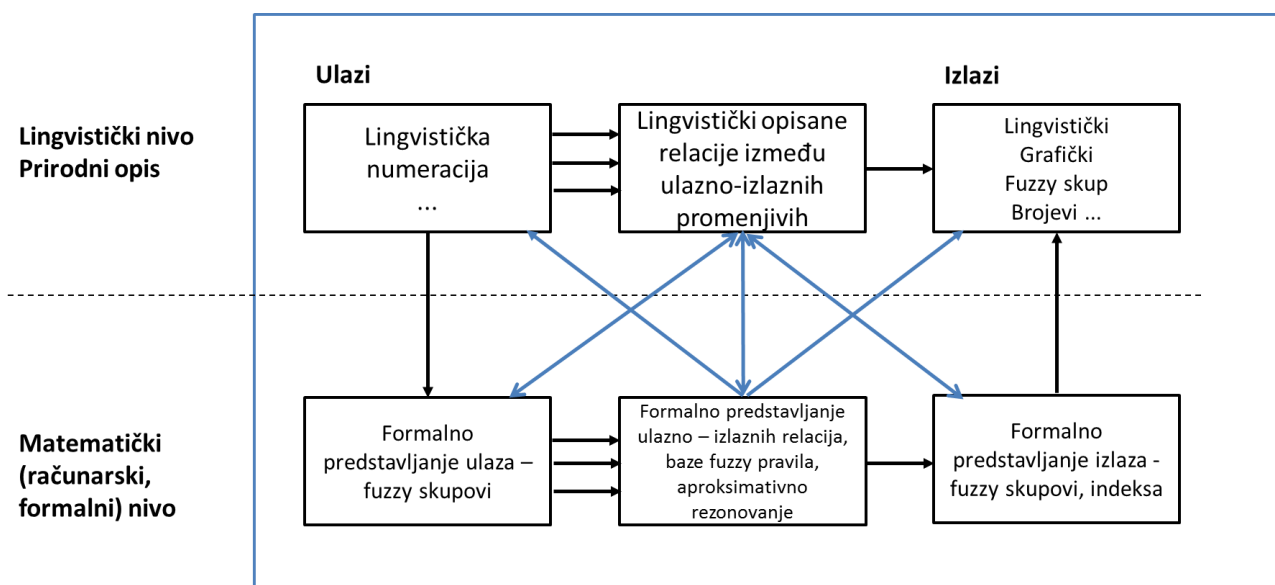 Ulazi
Izlazi
Lingvistički nivo
Prirodni opis
Lingvistička
numeracija
...
Lingvistički opisane
relacije između
ulazno-izlaznih
promenjivih
Lingvistički
Grafički
Fuzzy skup
Brojevi ...
Matematički
(računarski,
formalni) nivo
Formalno
predstavljanje ulaza –
fuzzy skupovi
Formalno predstavljanje
ulazno – izlaznih relacija,
baze fuzzy pravila,
aproksimativno
rezonovanje
Formalno
predstavljanje izlaza -
fuzzy skupovi, indeksa